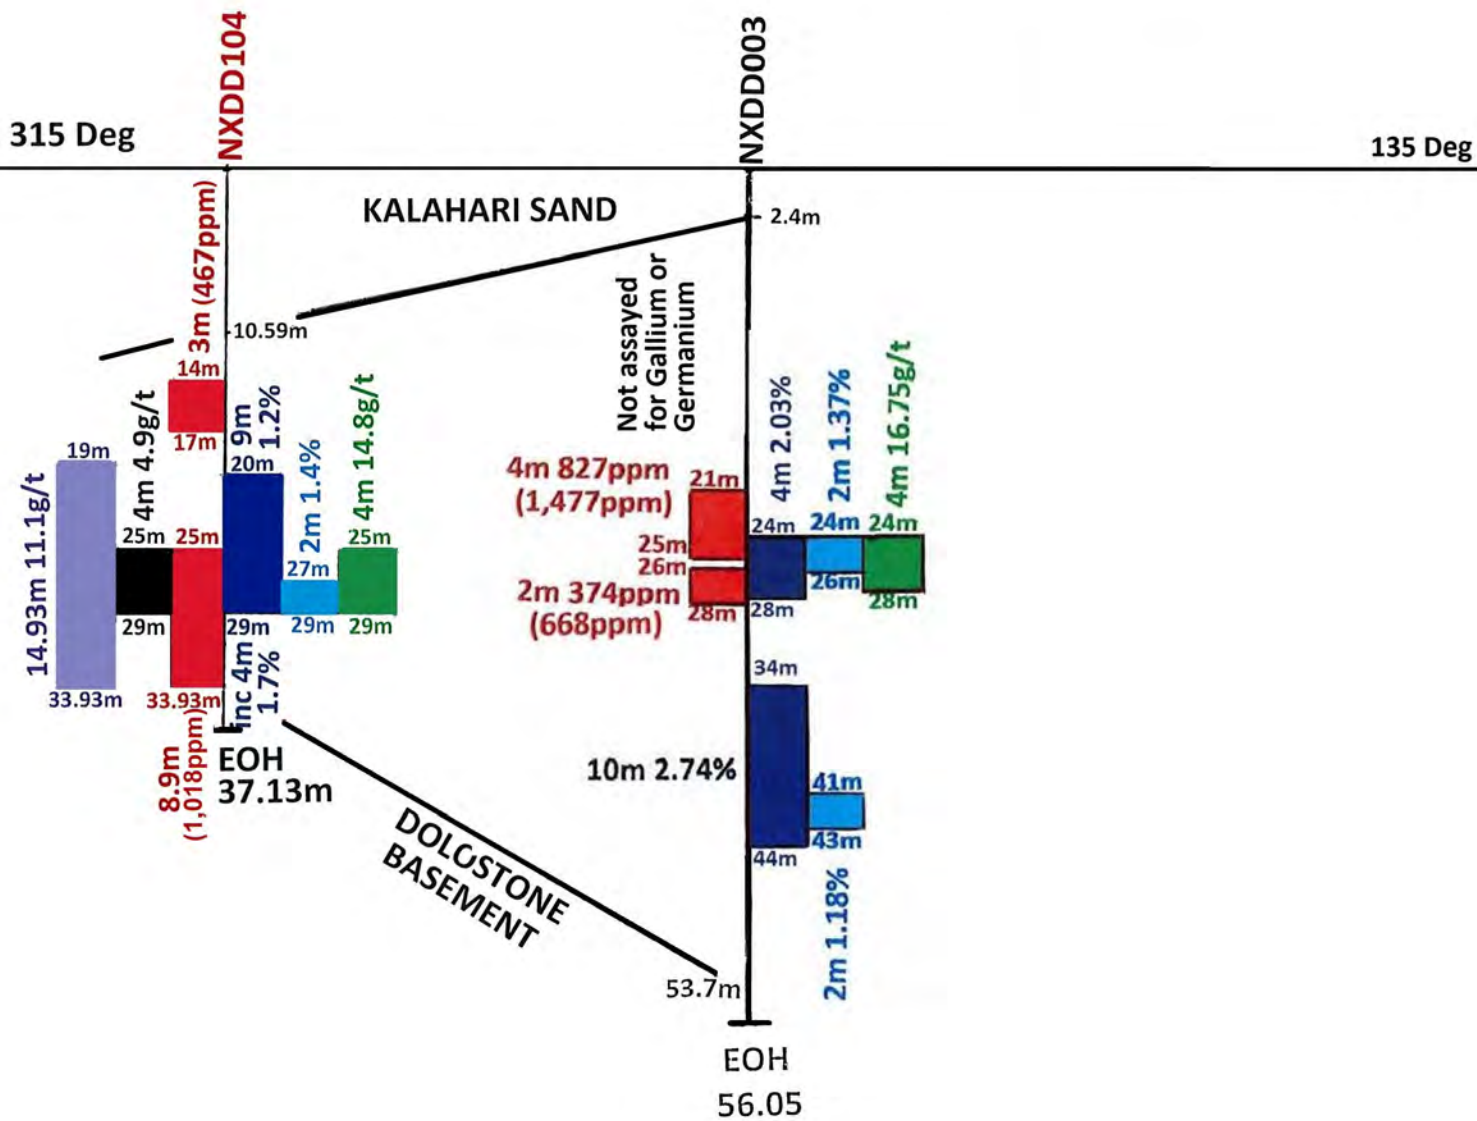 NXDD104
NXDD003
315 Deg
135 Deg
KALAHARI SAND
2.4m
3m (467ppm)
10.59m
14m
17m
Not assayed
for Gallium or
Germanium
4m 4.9g/t
9m
1.2%
2m 1.4%
4m 14.8g/t
19m
20m
14.93m 11.1g/t
25m
25m
27m
25m
29m
29m
29m
29m
33.93m
33.93m
inc 4m
1.7%
8.9m
(1,018ppm)
EOH
37.13m
4m 827ppm
(1,477ppm)
21m
25m
26m
2m 374ppm
(668ppm)
28m
4m 2.03%
2m 1.37%
4m 16.75g/t
24m
24m
24m
26m
28m
28m
34m
10m 2.74%
41m
43m
44m
2m 1.18%
DOLOSTONE
BASEMENT
53.7m
EOH
56.05